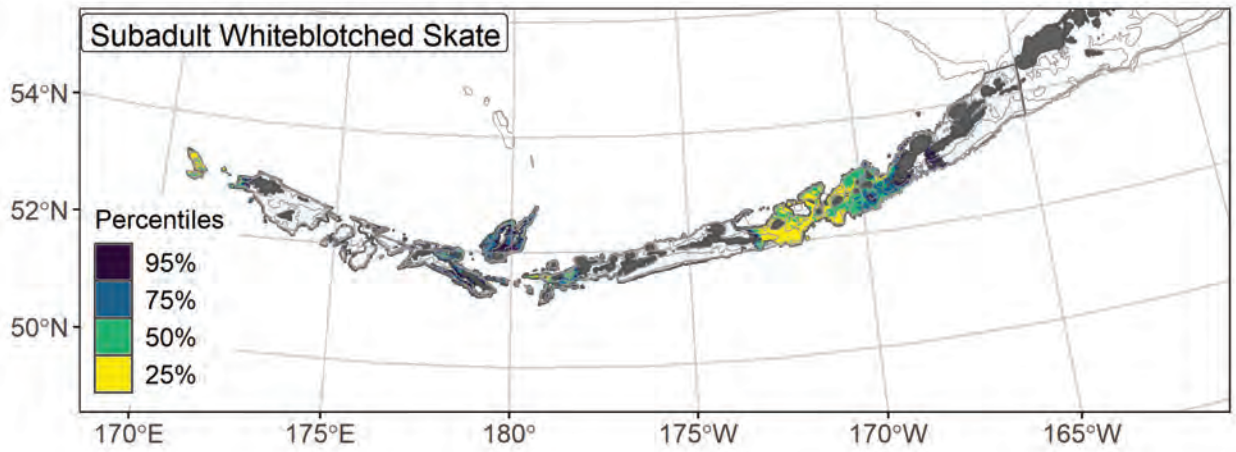 Subadult Whiteblotched Skate
54°N
52°N
50°N
Percentiles
95%
75%
50%
25%
170°E
175°E
180°
175°W
170°W
165°W